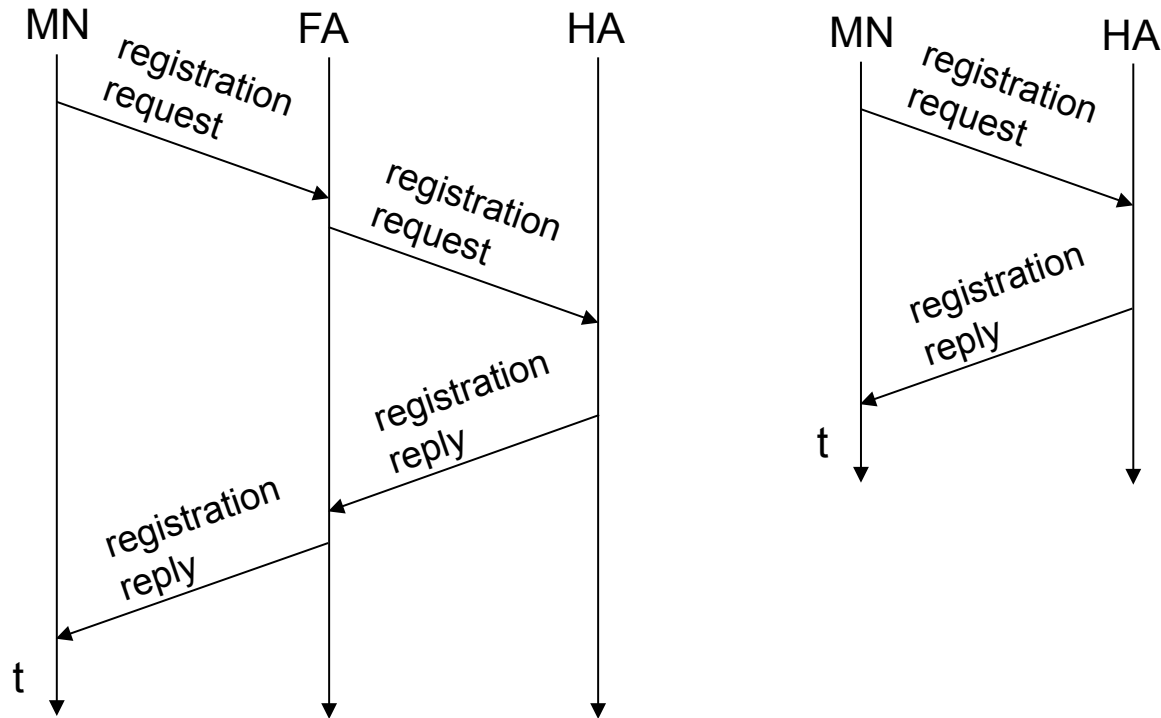 MN
FA
HA
registration
request
registration
request
registration
reply
registration
reply
t
MN
HA
registration
request
registration
reply
t